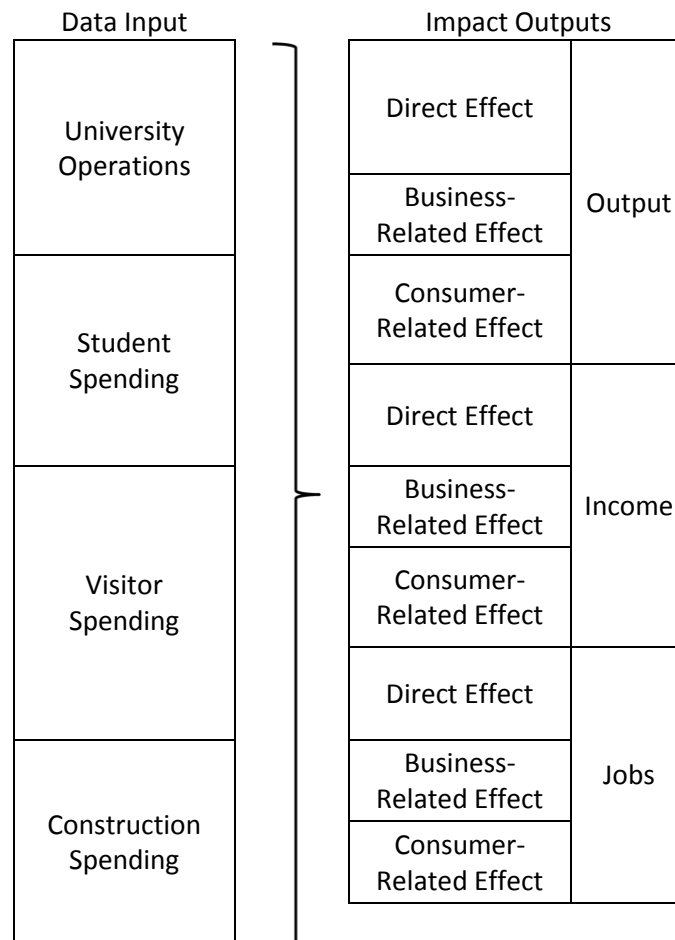 Data Input
University
Operations
Student
Spending
Visitor
Spending
Construction
Spending
Impact Outputs
Direct Effect
Business-
Related Effect
Consumer-
Related Effect
Output
Direct Effect
Business-
Related Effect
Consumer-
Related Effect
Income
Direct Effect
Business-
Related Effect
Consumer-
Related Effect
Jobs